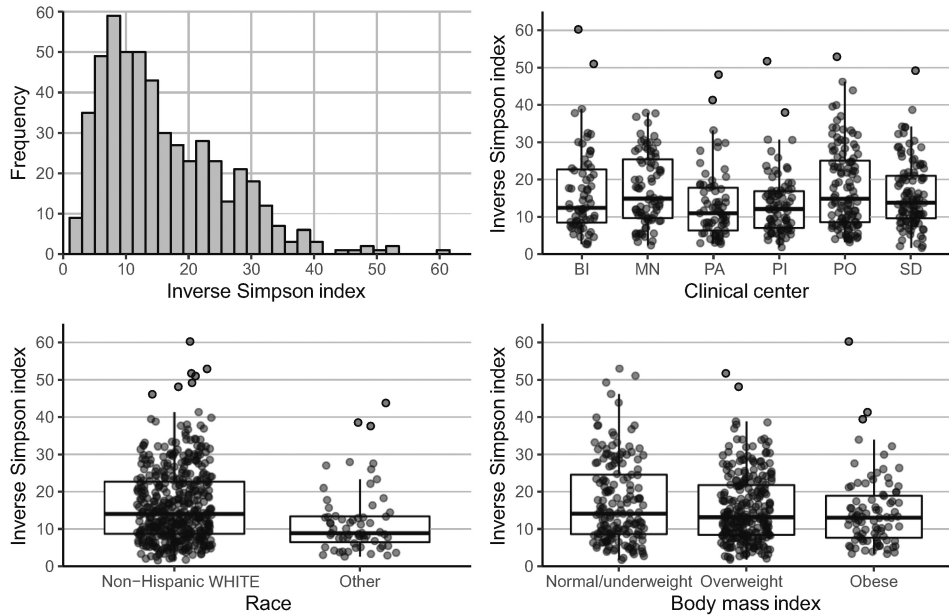 60
50
40
30
20
10
0
Frequency
0 10 20 30 40 50 60
Inverse Simpson index
60
50
40
30
20
10
0
Inverse Simpson index
BI MN PA PI PO SD
Clinical center
60
50
40
30
20
10
0
Inverse Simpson index
Non-Hispanic WHITE Other
Race
60
50
40
30
20
10
0
Inverse Simpson index
Normal/underweight Overweight Obese
Body mass index